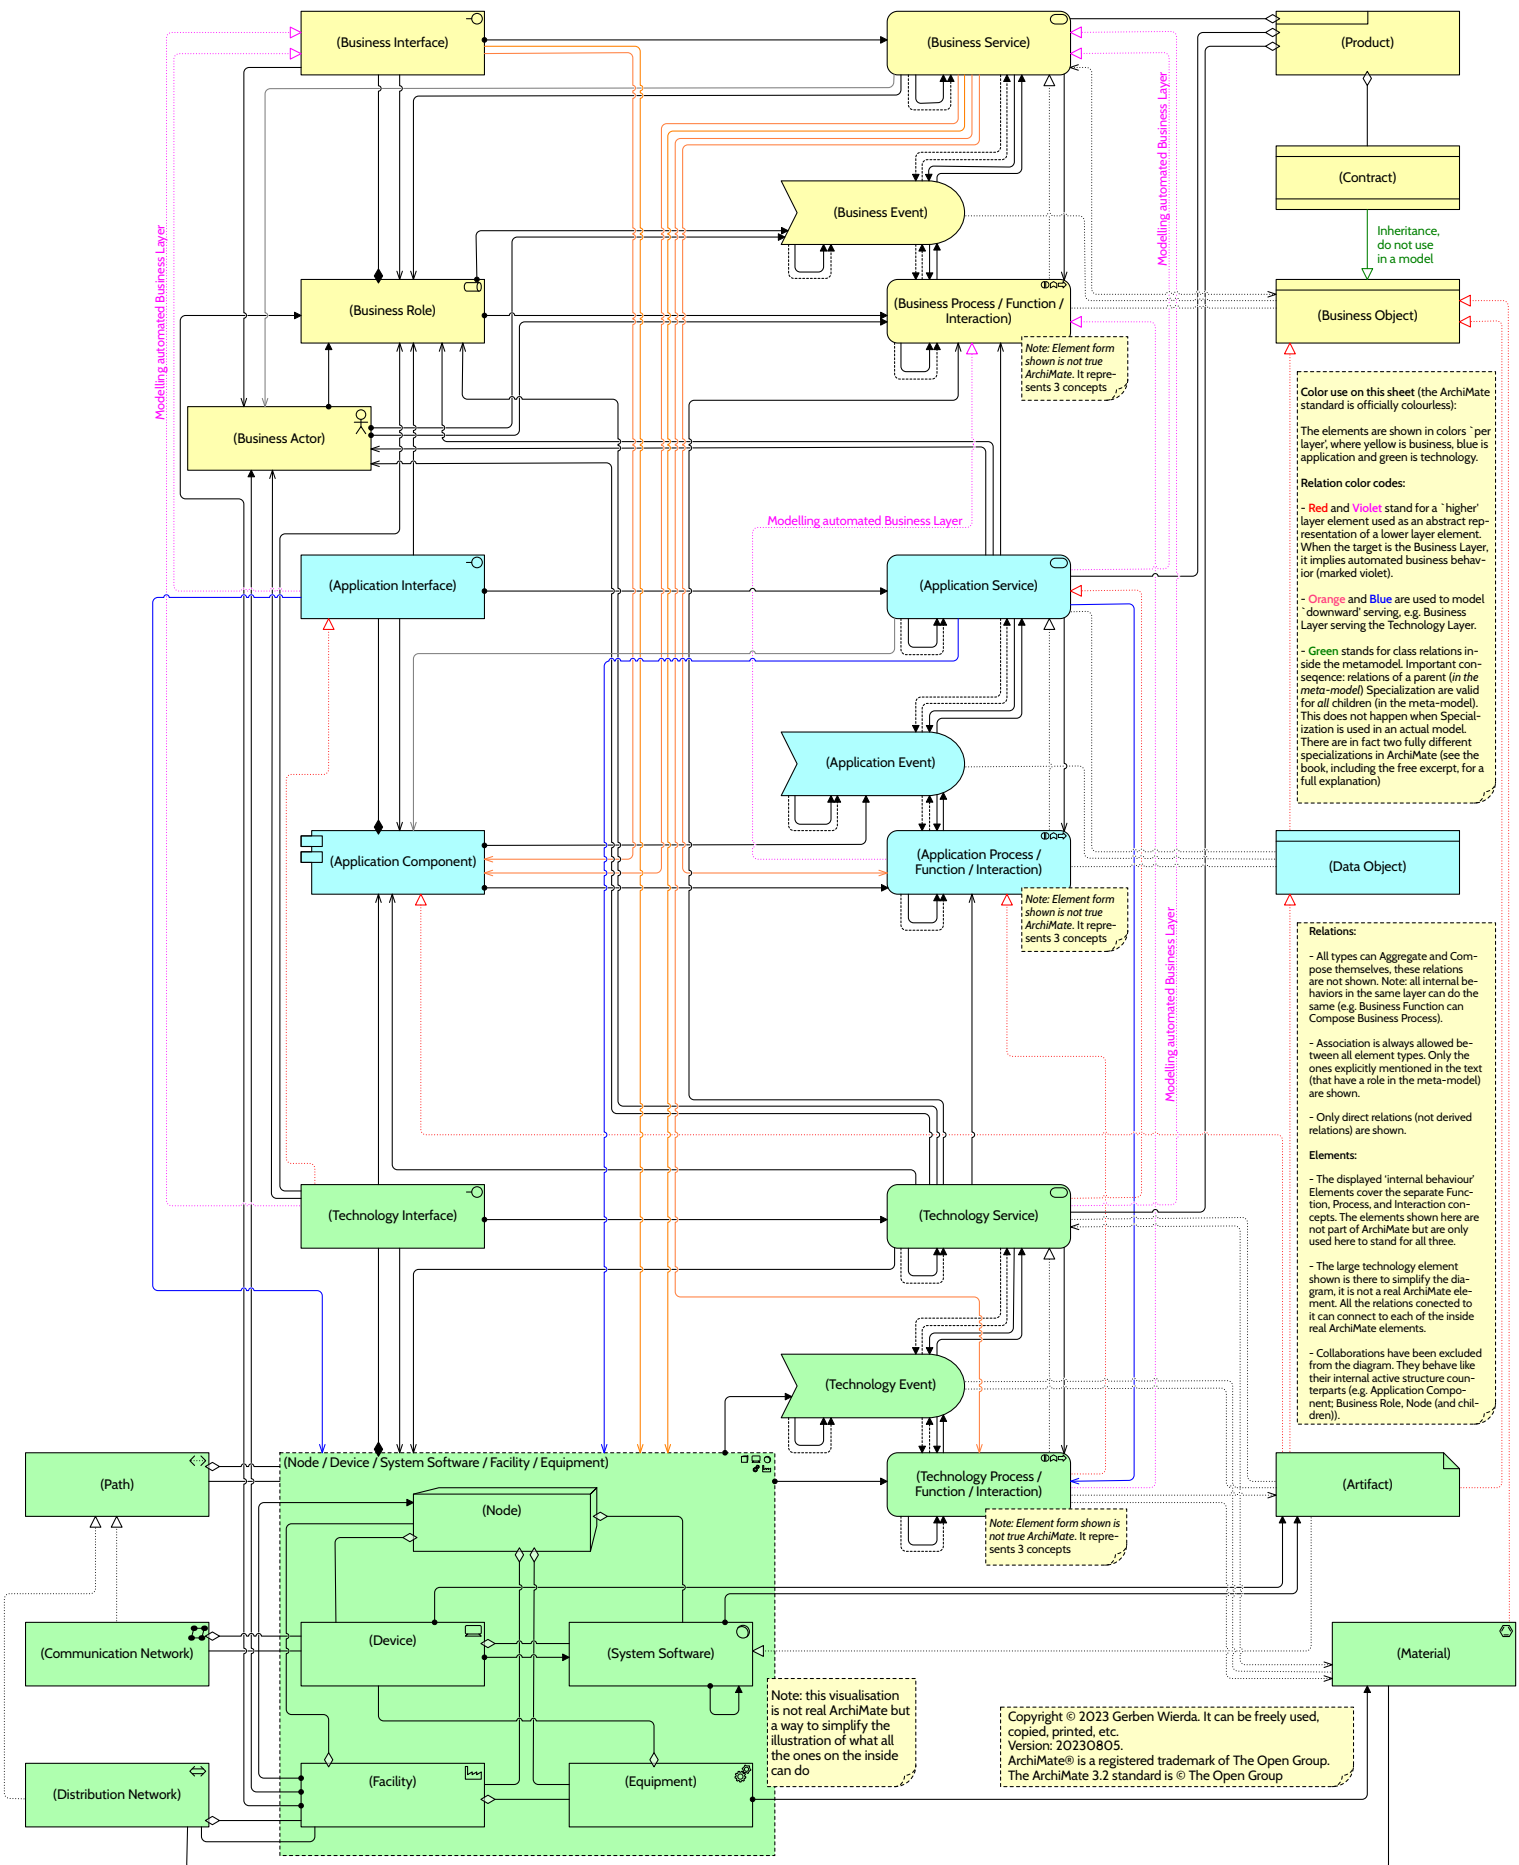 (Business Interface)
(Business Service)
(Product)
Modelling automated Business Layer
(Contract)
(Business Event)
Inheritance,
do not use
in a model
Modelling automated Business Layer
(Business Role)
(Business Process / Function /
Interaction)
(Business Object)
Note: Element form
shown is not true
ArchiMate. It repre-
sents 3 concepts
(Business Actor)
Color use on this sheet (the ArchiMate
standard is officially colourless):
The elements are shown in colors `per
layer', where yellow is business, blue is
application and green is technology.
Relation color codes:
- Red and Violet stand for a `higher'
layer element used as an abstract rep-
resentation of a lower layer element.
When the target is the Business Layer,
it implies automated business behav-
ior (marked violet).
- Orange and Blue are used to model
`downward' serving, e.g. Business
Layer serving the Technology Layer.
- Green stands for class relations in-
side the metamodel. Important con-
seqence: relations of a parent (in the
meta-model) Specialization are valid
for all children (in the meta-model).
This does not happen when Special-
ization is used in an actual model.
There are in fact two fully different
specializations in ArchiMate (see the
book, including the free excerpt, for a
full explanation)
Modelling automated Business Layer
(Application Interface)
(Application Service)
(Application Event)
(Application Component)
(Application Process /
Function / Interaction)
(Data Object)
Note: Element form
shown is not true
ArchiMate. It repre-
sents 3 concepts
Modelling automated Business Layer
Relations:
- All types can Aggregate and Com-
pose themselves, these relations
are not shown. Note: all internal be-
haviors in the same layer can do the
same (e.g. Business Function can
Compose Business Process).
- Association is always allowed be-
tween all element types. Only the
ones explicitly mentioned in the text
(that have a role in the meta-model)
are shown.
- Only direct relations (not derived
relations) are shown.
Elements:
- The displayed 'internal behaviour'
Elements cover the separate Func-
tion, Process, and Interaction con-
cepts. The elements shown here are
not part of ArchiMate but are only
used here to stand for all three.
- The large technology element
shown is there to simplify the dia-
gram, it is not a real ArchiMate ele-
ment. All the relations conected to
it can connect to each of the inside
real ArchiMate elements.
- Collaborations have been excluded
from the diagram. They behave like
their internal active structure coun-
terparts (e.g. Application Compo-
nent; Business Role, Node (and chil-
dren)).
(Technology Interface)
(Technology Service)
(Technology Event)
(Path)
(Node / Device / System Software / Facility / Equipment)
(Technology Process /
Function / Interaction)
(Artifact)
(Node)
Note: Element form shown is
not true ArchiMate. It repre-
sents 3 concepts
(Communication Network)
(Device)
(System Software)
(Material)
Note: this visualisation
is not real ArchiMate but
a way to simplify the
illustration of what all
the ones on the inside
can do
Copyright © 2023 Gerben Wierda. It can be freely used,
copied, printed, etc.
Version: 20230805.
ArchiMate® is a registered trademark of The Open Group.
The ArchiMate 3.2 standard is © The Open Group
(Distribution Network)
(Facility)
(Equipment)